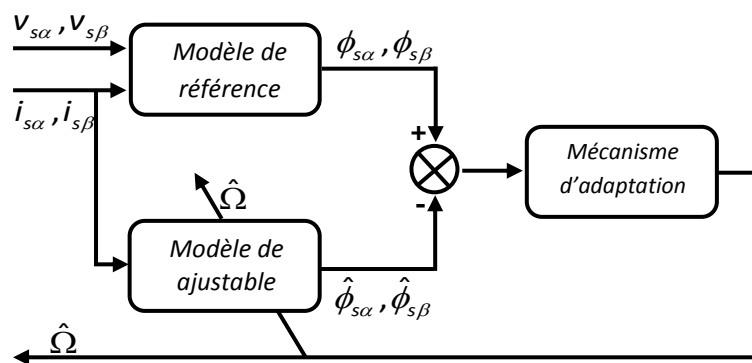 v_sα, v_sβ
Modèle de
référence
ϕ_sα, ϕ_sβ
i_sα, i_sβ
+
-
Mécanisme
d'adaptation
Ω̂
Modèle de
ajustable
ϕ̂_sα, ϕ̂_sβ
Ω̂